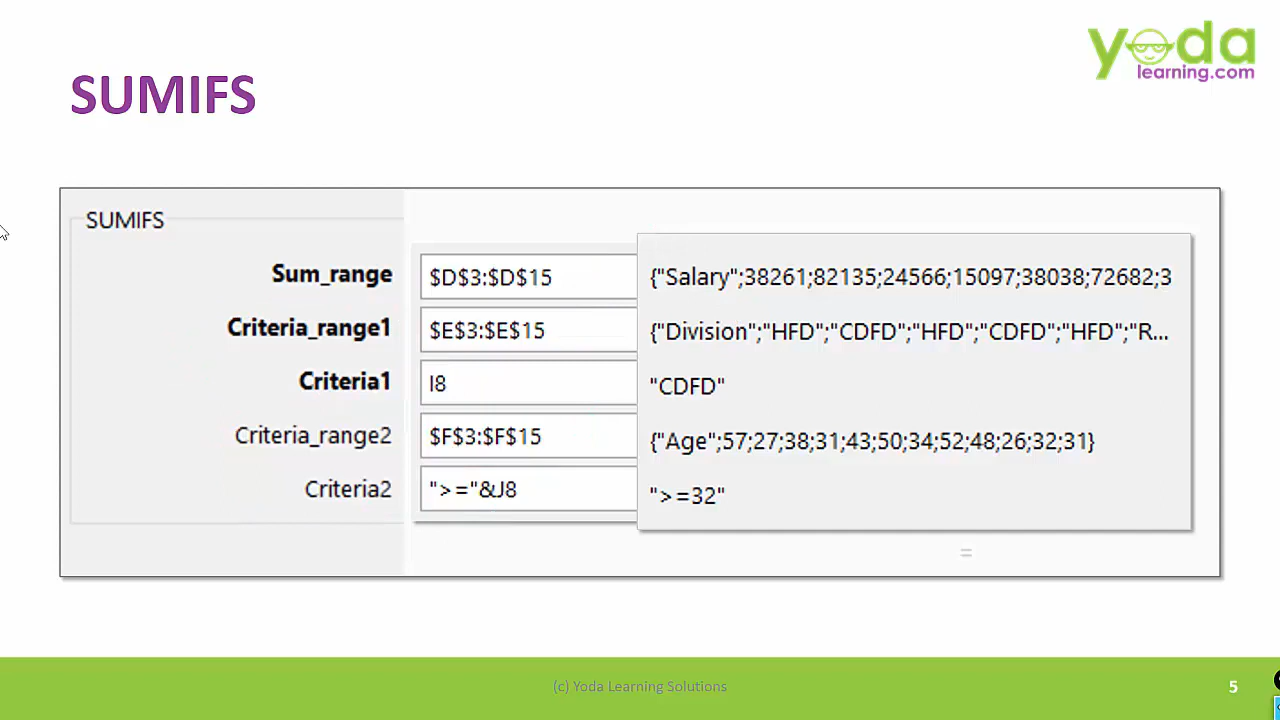 yoda
learning.com
SUMIFS
SUMIFS
Sum_range $D$3:$D$15 {"Salary";38261;82135;24566;15097;38038;72682;3
Criteria_range1 $E$3:$E$15 {"Division";"HFD";"CDFD";"HFD";"CDFD";"HFD";"R...
Criteria1 I8 "CDFD"
Criteria_range2 $F$3:$F$15 {"Age";57;27;38;31;43;50;34;52;48;26;32;31}
Criteria2 ">="&J8 ">=32"
=
(c) Yoda Learning Solutions 5